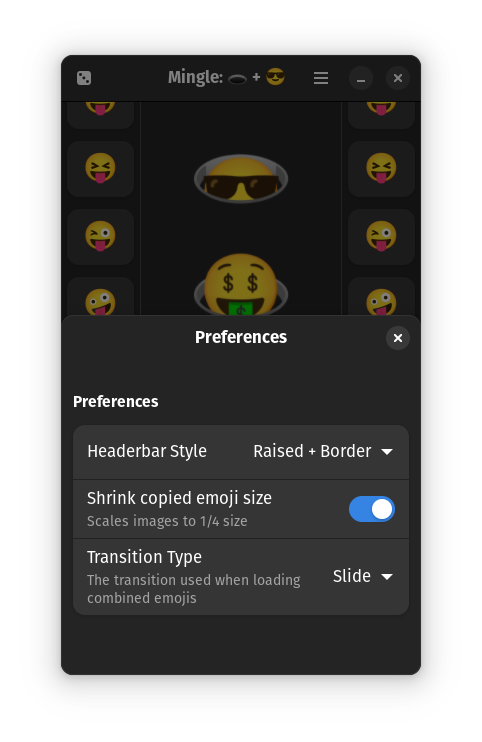 Mingle: 🕳️ + 😎
Preferences
Preferences
Headerbar Style
Raised + Border
Shrink copied emoji size
Scales images to 1/4 size
Transition Type
The transition used when loading
combined emojis
Slide